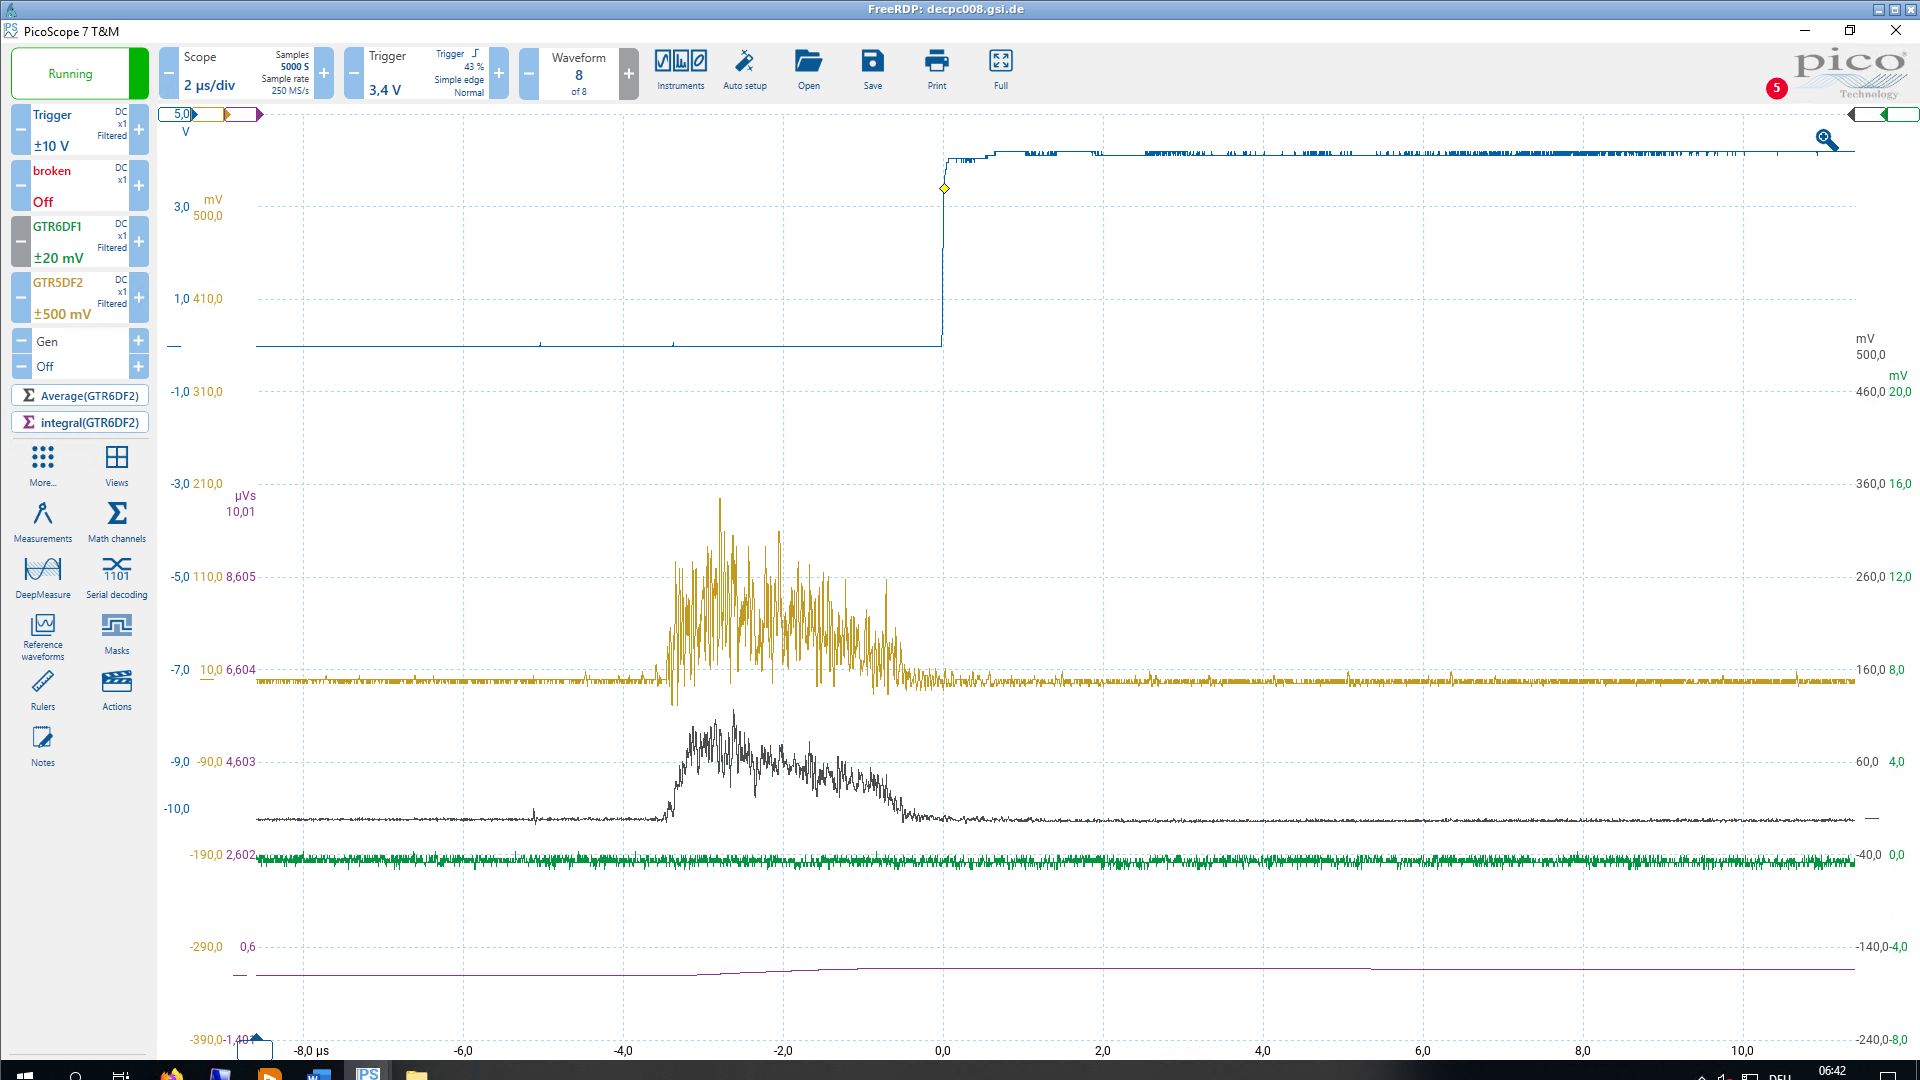 FreeRDP: decpc008.gsi.de
PicoScope 7 T&M
Running
Scope
2 µs/div
Samples
5000 S
Sample rate
250 MS/s
Trigger
3,4 V
Trigger
43 %
Simple edge
Normal
Waveform
8
of 8
Instruments
Auto setup
Open
Save
Print
Full
5
pico
Technology
Trigger
DC
x1
Filtered
±10 V
broken
DC
x1
Off
GTR6DF1
DC
x1
Filtered
±20 mV
GTR5DF2
DC
x1
Filtered
±500 mV
Gen
Off
Σ Average(GTR6DF2)
Σ integral(GTR6DF2)
More...
Views
Measurements
Math channels
DeepMeasure
Serial decoding
Reference waveforms
Masks
Rulers
Actions
Notes
5,0
V
3,0
mV
500,0
1,0 410,0
-1,0 310,0
-3,0 210,0
µVs
10,01
-5,0 110,0 8,605
-7,0 10,0 6,604
-9,0 -90,0 4,603
-10,0
-190,0 2,602
-290,0 0,6
-390,0 -1,401
mV
500,0
mV
460,0 20,0
360,0 16,0
260,0 12,0
160,0 8,0
60,0 4,0
-40,0 0,0
-140,0 -4,0
-240,0 -8,0
-8,0 µs -6,0 -4,0 -2,0 0,0 2,0 4,0 6,0 8,0 10,0
PS
DEU
06:42